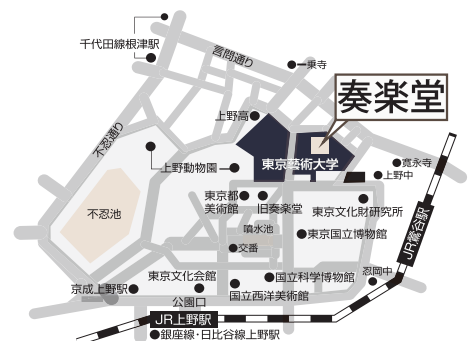 千代田線根津駅
言問通り
一乗寺
奏楽堂
不忍通り
上野高
上野動物園
東京藝術大学
寛永寺
上野中
東京都
美術館
旧奏楽堂
東京文化財研究所
不忍池
噴水池
東京国立博物館
交番
JR鶯谷駅
東京文化会館
国立科学博物館
忍岡中
京成上野駅
公園口
国立西洋美術館
JR上野駅
銀座線・日比谷線上野駅